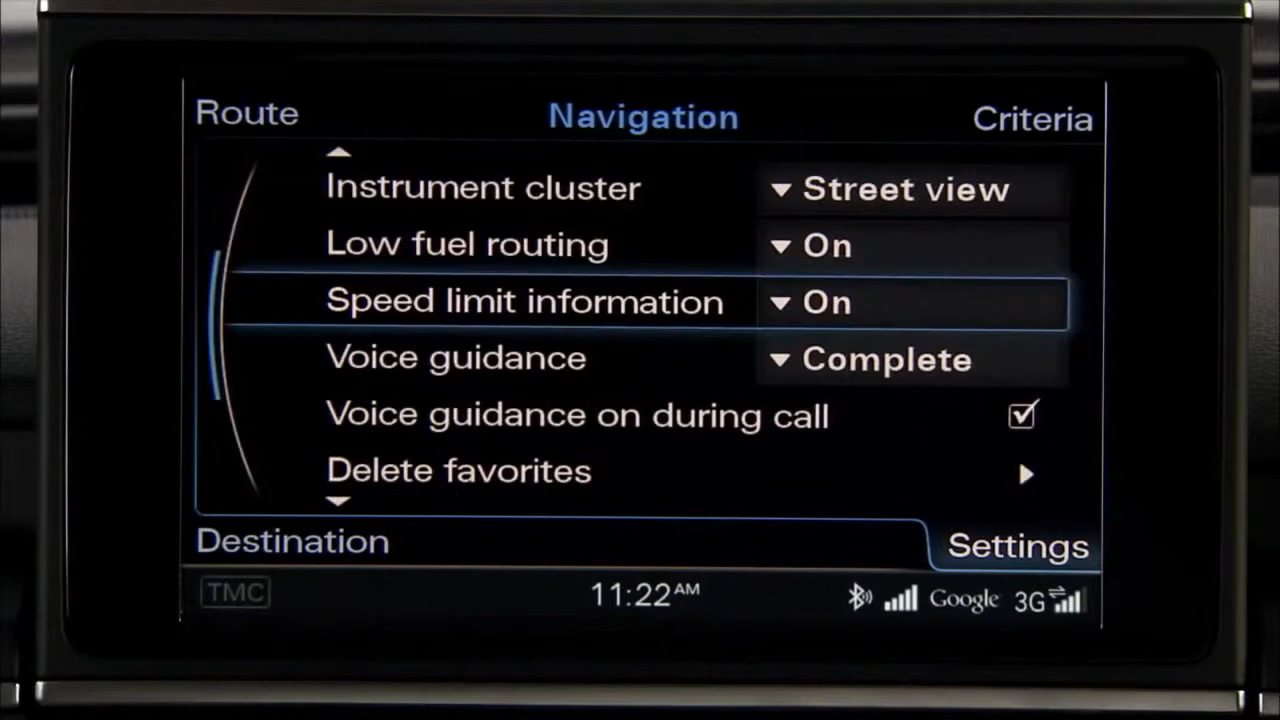 Route Navigation Criteria
Instrument cluster Street view
Low fuel routing On
Speed limit information On
Voice guidance Complete
Voice guidance on during call
Delete favorites
Destination Settings
TMC 11:22 AM Google 3G